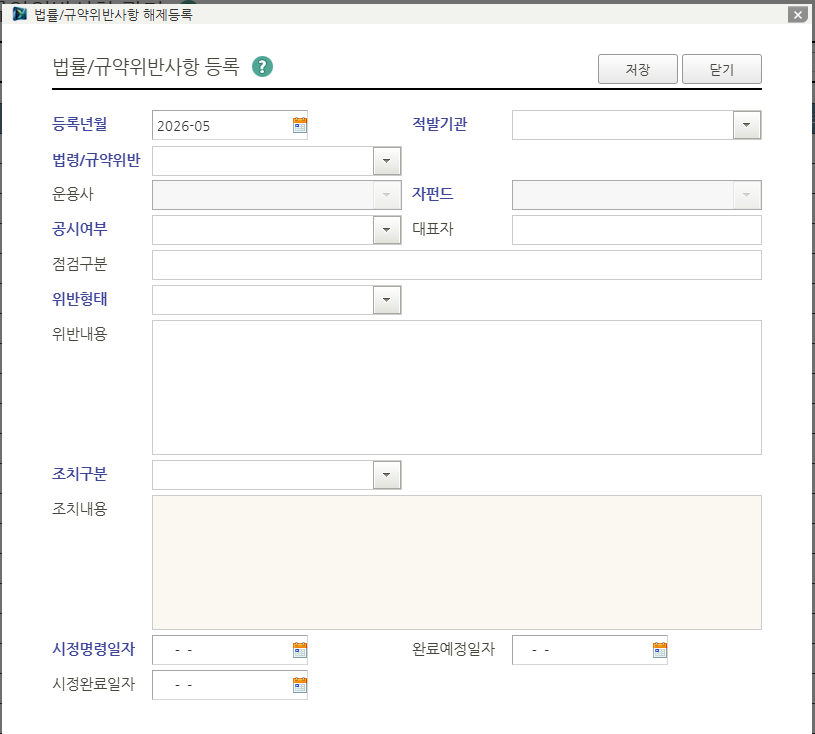 법률/규약위반사항 해제등록
법률/규약위반사항 등록 ?
저장 닫기
등록년월 2026-05 적발기관
법령/규약위반
운용사 자펀드
공시여부 대표자
점검구분
위반형태
위반내용
조치구분
조치내용
시정명령일자 - - 완료예정일자 - -
시정완료일자 - -